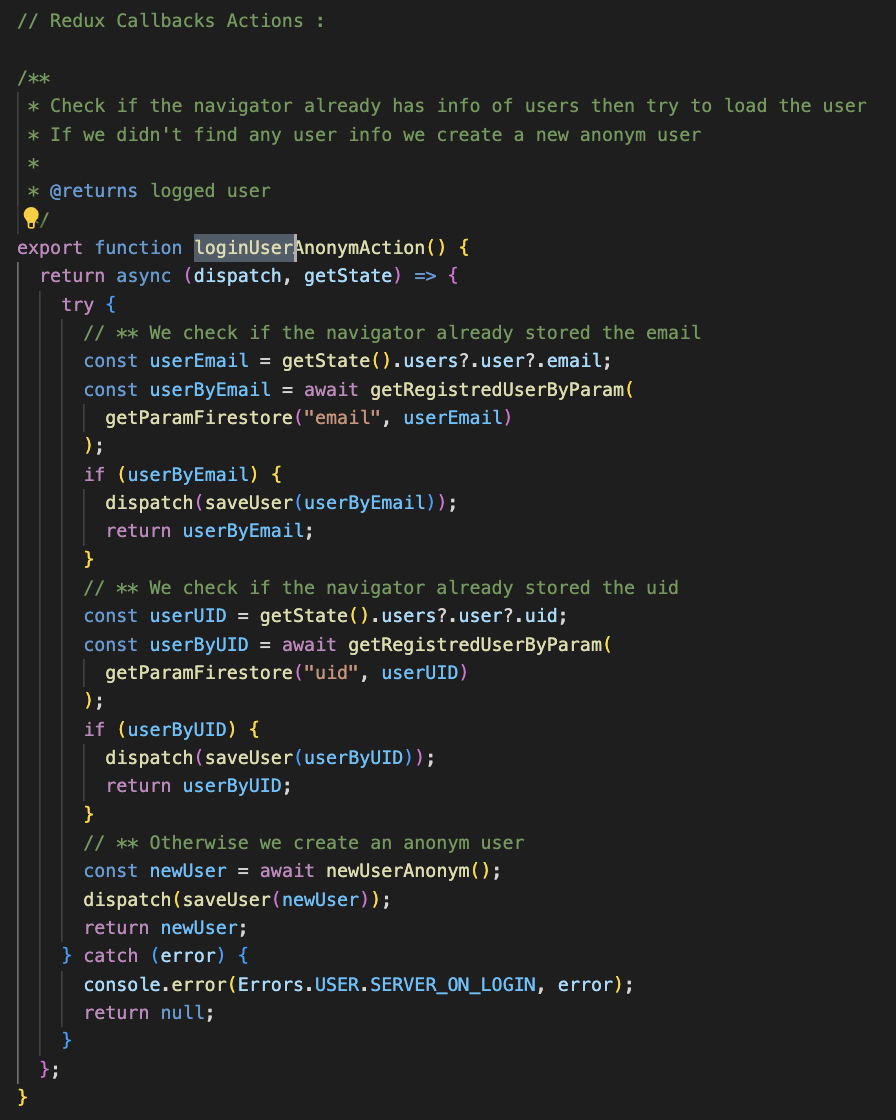 // Redux Callbacks Actions :
/**
 * Check if the navigator already has info of users then try to load the user
 * If we didn't find any user info we create a new anonym user
 *
 * @returns logged user
 */
export function loginUserAnonymAction() {
  return async (dispatch, getState) => {
    try {
      // ** We check if the navigator already stored the email
      const userEmail = getState().users?.user?.email;
      const userByEmail = await getRegistredUserByParam(
        getParamFirestore("email", userEmail)
      );
      if (userByEmail) {
        dispatch(saveUser(userByEmail));
        return userByEmail;
      }
      // ** We check if the navigator already stored the uid
      const userUID = getState().users?.user?.uid;
      const userByUID = await getRegistredUserByParam(
        getParamFirestore("uid", userUID)
      );
      if (userByUID) {
        dispatch(saveUser(userByUID));
        return userByUID;
      }
      // ** Otherwise we create an anonym user
      const newUser = await newUserAnonym();
      dispatch(saveUser(newUser));
      return newUser;
    } catch (error) {
      console.error(Errors.USER.SERVER_ON_LOGIN, error);
      return null;
    }
  };
}